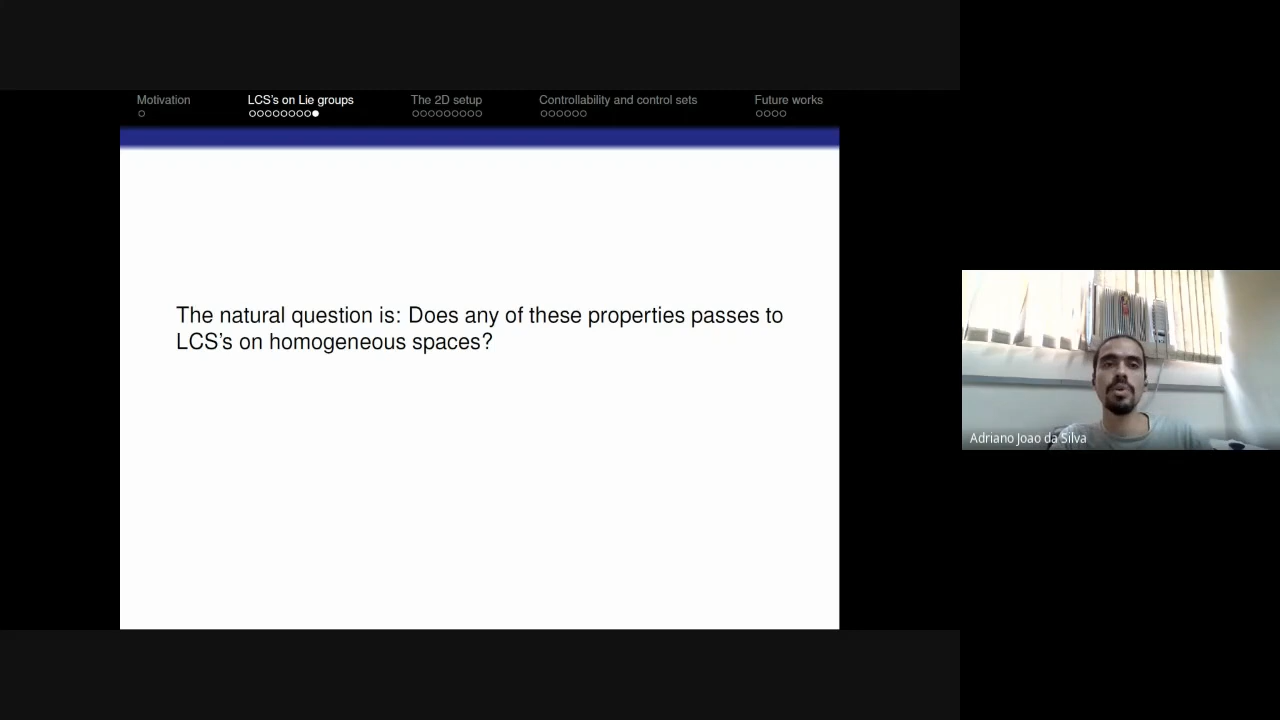 Motivation
LCS's on Lie groups
The 2D setup
Controllability and control sets
Future works
The natural question is: Does any of these properties passes to
LCS's on homogeneous spaces?
Adriano Joao da Silva